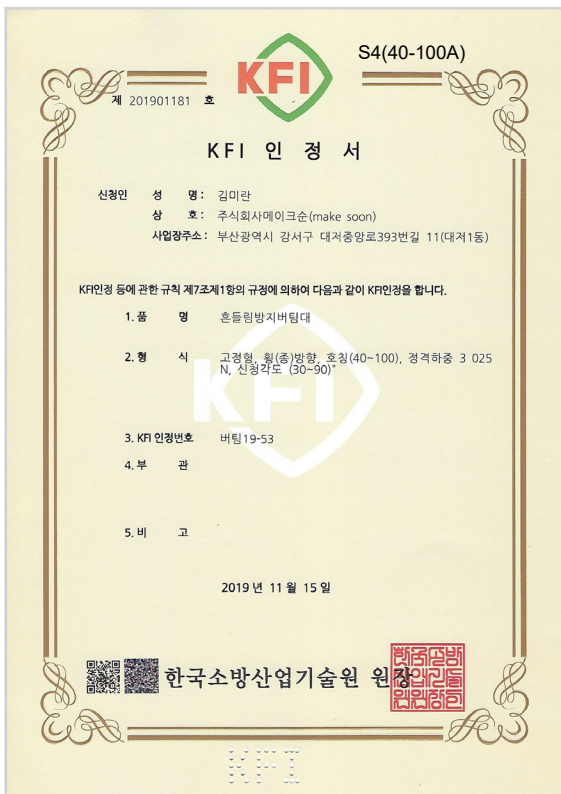 S4(40-100A)
KFI
제 201901181 호
KFI 인 정 서
신청인 성 명 : 김미란
상 호 : 주식회사메이크순(make soon)
사업장주소 : 부산광역시 강서구 대저중앙로393번길 11(대저1동)
KFI인정 등에 관한 규칙 제7조제1항의 규정에 의하여 다음과 같이 KFI인정을 합니다.
1. 품 명 흔들림방지버팀대
2. 형 식 고정형, 횡(종)방향, 호칭(40~100), 정격하중 3 025
N, 신청각도 (30~90)°
KFI
3. KFI 인정번호 버팀19-53
4. 부 관
5. 비 고
2019 년 11 월 15 일
한국소방산업기술원 원장
KFI